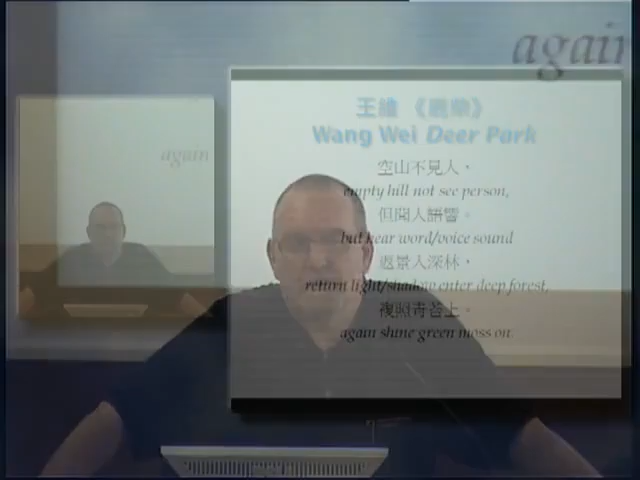 again
again
王維 《鹿柴》
Wang Wei Deer Park
空山不見人，
empty hill not see person,
但聞人語響。
but hear word/voice sound
返景入深林，
return light/shadow enter deep forest,
複照青苔上。
again shine green moss on.